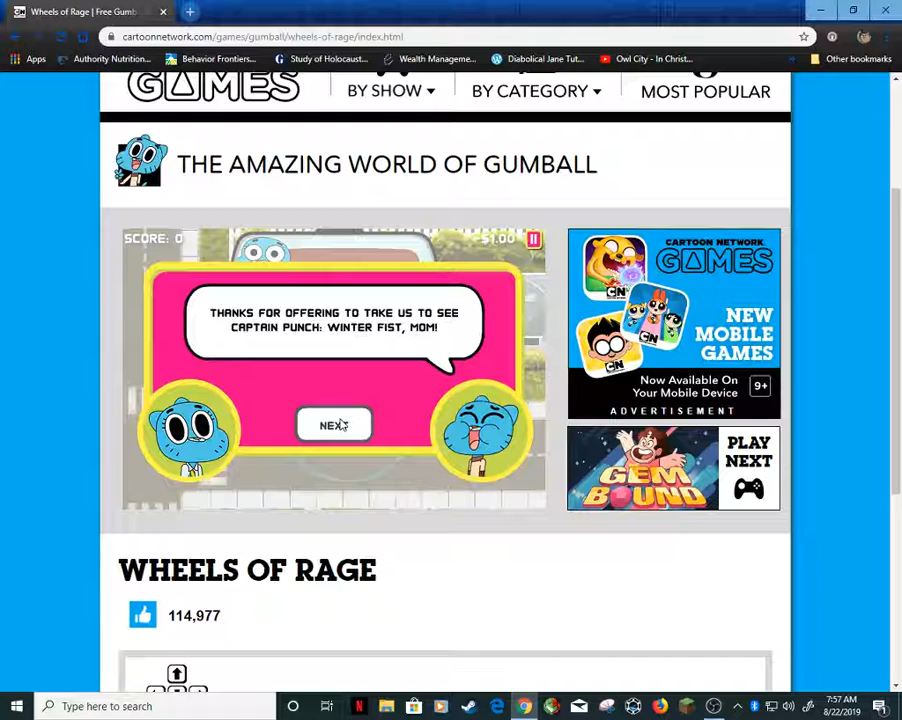 Wheels of Rage | Free Gumb
cartoonnetwork.com/games/gumball/wheels-of-rage/index.html
Apps
Authority Nutrition...
Behavior Frontiers...
Study of Holocaust...
Wealth Manageme...
Diabolical Jane Tut...
Owl City - In Christ...
Other bookmarks
GAMES
BY SHOW
BY CATEGORY
MOST POPULAR
THE AMAZING WORLD OF GUMBALL
SCORE: 0
$1.00
THANKS FOR OFFERING TO TAKE US TO SEE
CAPTAIN PUNCH: WINTER FIST, MOM!
NEXT
CARTOON NETWORK
GAMES
CN
CN
CN
NEW
MOBILE
GAMES
Now Available On
Your Mobile Device
9+
ADVERTISEMENT
GEM
BOUND
PLAY
NEXT
WHEELS OF RAGE
114,977
Type here to search
7:57 AM
8/22/2019
1